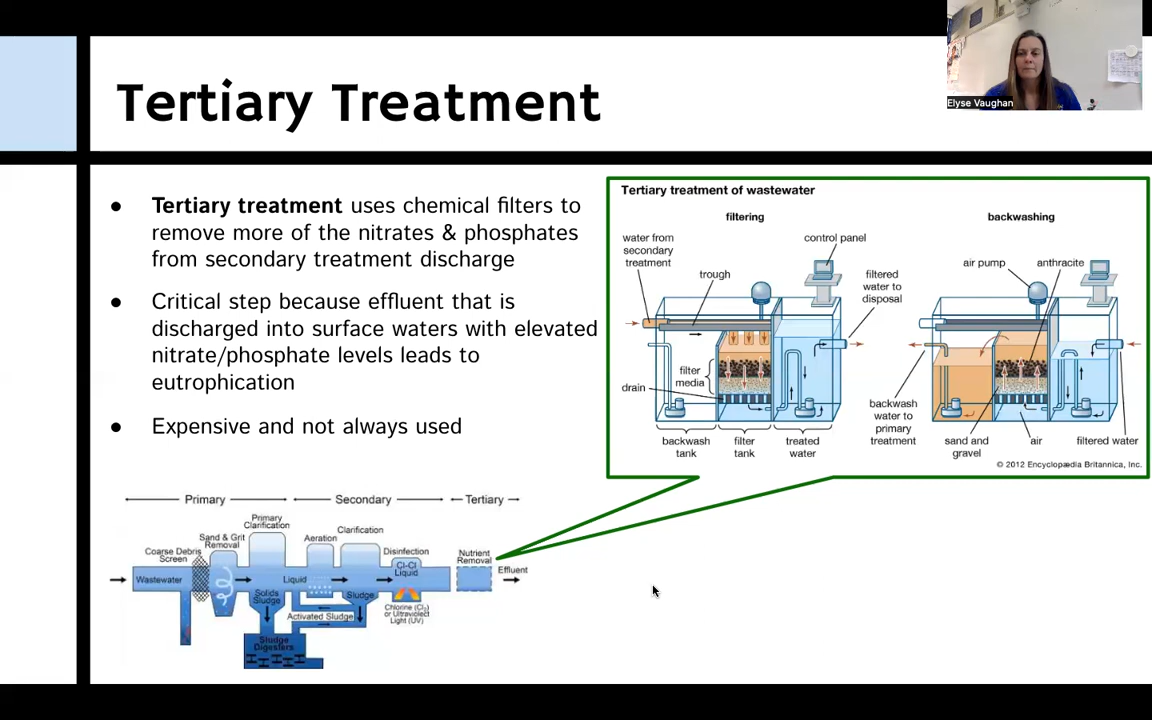 Elyse Vaughan
Tertiary Treatment
● Tertiary treatment uses chemical filters to
remove more of the nitrates & phosphates
from secondary treatment discharge
● Critical step because effluent that is
discharged into surface waters with elevated
nitrate/phosphate levels leads to
eutrophication
● Expensive and not always used
Tertiary treatment of wastewater
filtering
water from
secondary
treatment
trough
control panel
filtered
water to
disposal
filter
media
drain
backwash
tank
filter
tank
treated
water
backwashing
air pump
anthracite
backwash
water to
primary
treatment
sand and
gravel
air
filtered water
© 2012 Encyclopædia Britannica, Inc.
Primary
Secondary
Tertiary
Coarse Debris
Screen
Sand & Grit
Removal
Primary
Clarification
Aeration
Clarification
Disinfection
Nutrient
Removal
Wastewater
Liquid
Cl-Cl
Liquid
Effluent
Solids
Sludge
Sludge
Activated Sludge
Chlorine (Cl₂)
or Ultraviolet
Light (UV)
Sludge
Digesters